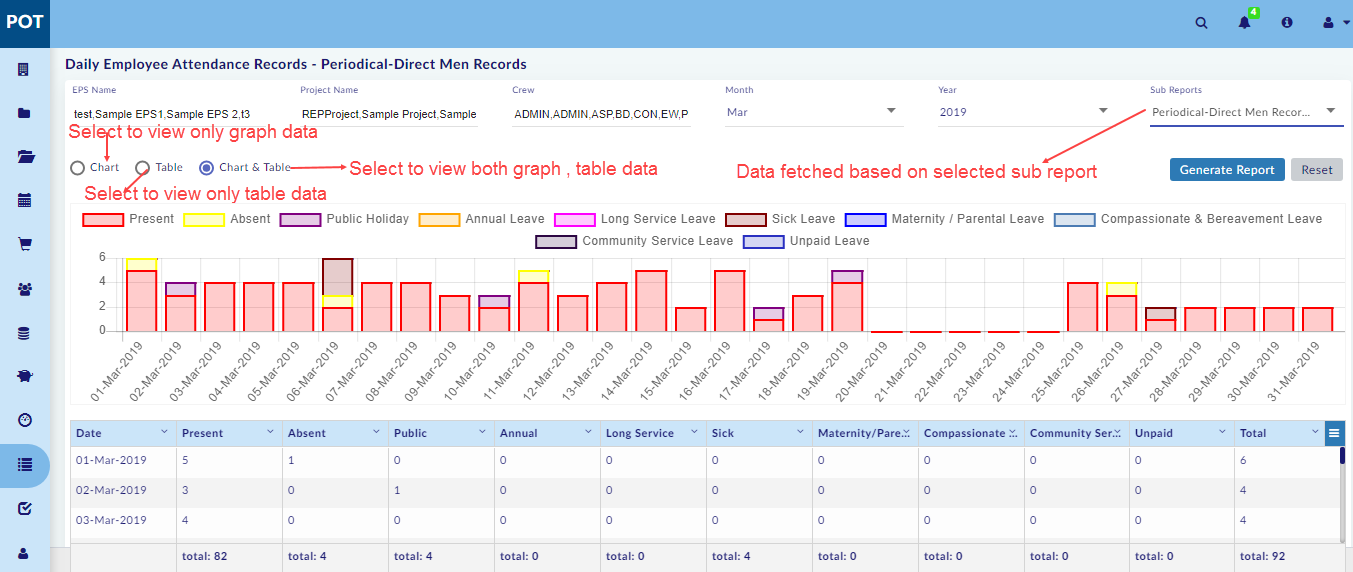 POT
4
Daily Employee Attendance Records - Periodical-Direct Men Records
EPS Name Project Name Crew Month Year Sub Reports
test,Sample EPS1,Sample EPS 2,t3 REPProject,Sample Project,Sample ADMIN,ADMIN,ASP,BD,CON,EW,P Mar 2019 Periodical-Direct Men Recor...
Select to view only graph data
Chart Table Chart & Table Select to view both graph , table data Data fetched based on selected sub report Generate Report Reset
Select to view only table data
Present Absent Public Holiday Annual Leave Long Service Leave Sick Leave Maternity / Parental Leave Compassionate & Bereavement Leave
Community Service Leave Unpaid Leave
6
4
2
0
01-Mar-2019 02-Mar-2019 03-Mar-2019 04-Mar-2019 05-Mar-2019 06-Mar-2019 07-Mar-2019 08-Mar-2019 09-Mar-2019 10-Mar-2019 11-Mar-2019 12-Mar-2019 13-Mar-2019 14-Mar-2019 15-Mar-2019 16-Mar-2019 17-Mar-2019 18-Mar-2019 19-Mar-2019 20-Mar-2019 21-Mar-2019 22-Mar-2019 23-Mar-2019 24-Mar-2019 25-Mar-2019 26-Mar-2019 27-Mar-2019 28-Mar-2019 29-Mar-2019 30-Mar-2019 31-Mar-2019
Date Present Absent Public Annual Long Service Sick Maternity/Pare... Compassionate ... Community Ser... Unpaid Total
01-Mar-2019 5 1 0 0 0 0 0 0 0 0 6
02-Mar-2019 3 0 1 0 0 0 0 0 0 0 4
03-Mar-2019 4 0 0 0 0 0 0 0 0 0 4
total: 82 total: 4 total: 4 total: 0 total: 0 total: 4 total: 0 total: 0 total: 0 total: 0 total: 92